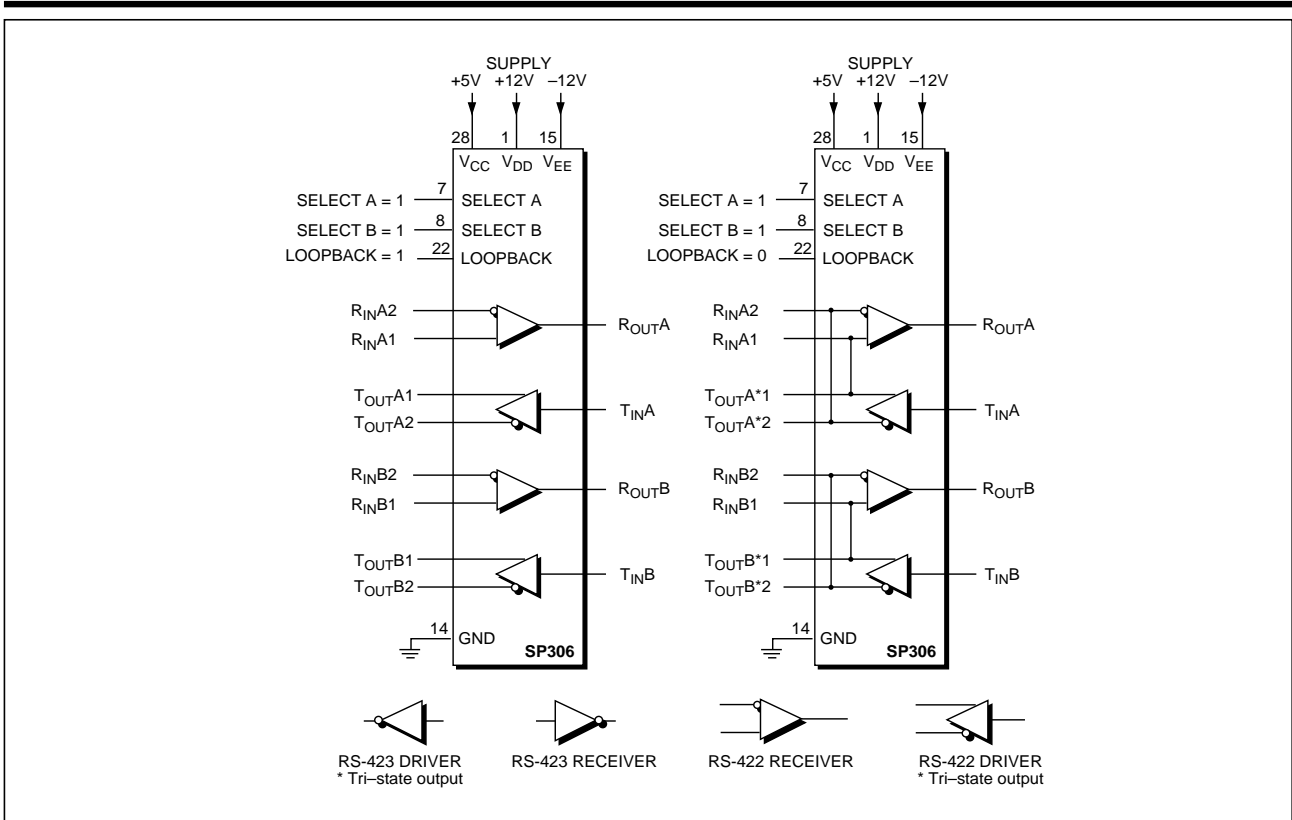 SUPPLY
+5V +12V –12V
28 1 15
VCC VDD VEE
SELECT A = 1 7 SELECT A
SELECT B = 1 8 SELECT B
LOOPBACK = 1 22 LOOPBACK
RINA2
RINA1
ROUTA
TOUTA1
TOUTA2
TINA
RINB2
RINB1
ROUTB
TOUTB1
TOUTB2
TINB
14 GND
SP306
SUPPLY
+5V +12V –12V
28 1 15
VCC VDD VEE
SELECT A = 1 7 SELECT A
SELECT B = 1 8 SELECT B
LOOPBACK = 0 22 LOOPBACK
RINA2
RINA1
ROUTA
TOUTA*1
TOUTA*2
TINA
RINB2
RINB1
ROUTB
TOUTB*1
TOUTB*2
TINB
14 GND
SP306
RS-423 DRIVER
* Tri–state output
RS-423 RECEIVER
RS-422 RECEIVER
RS-422 DRIVER
* Tri–state output